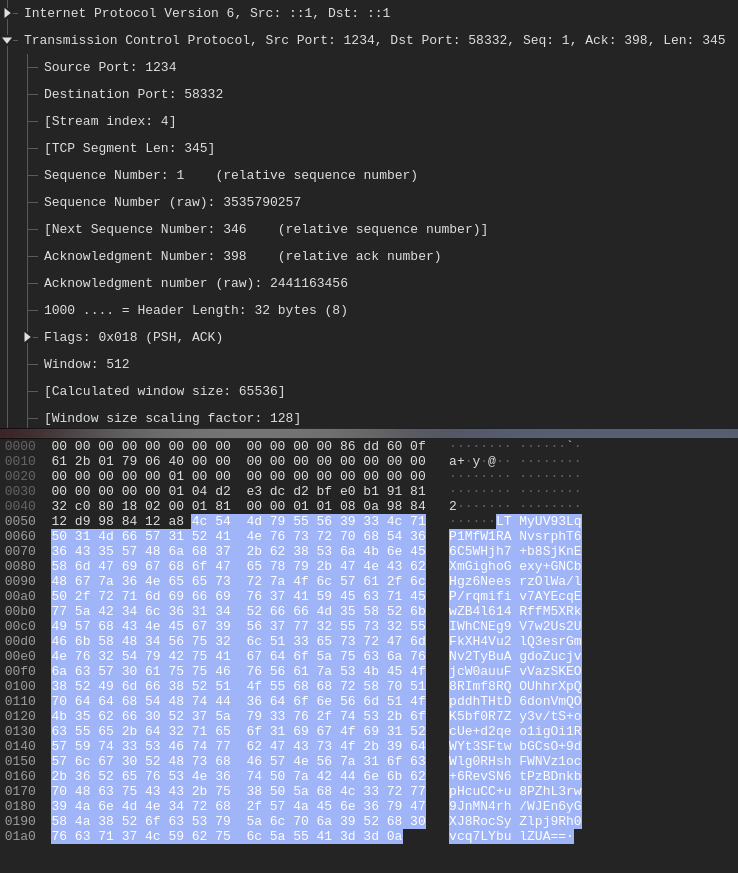 Internet Protocol Version 6, Src: ::1, Dst: ::1
Transmission Control Protocol, Src Port: 1234, Dst Port: 58332, Seq: 1, Ack: 398, Len: 345
Source Port: 1234
Destination Port: 58332
[Stream index: 4]
[TCP Segment Len: 345]
Sequence Number: 1    (relative sequence number)
Sequence Number (raw): 3535790257
[Next Sequence Number: 346    (relative sequence number)]
Acknowledgment Number: 398    (relative ack number)
Acknowledgment number (raw): 2441163456
1000 .... = Header Length: 32 bytes (8)
Flags: 0x018 (PSH, ACK)
Window: 512
[Calculated window size: 65536]
[Window size scaling factor: 128]
0000  00 00 00 00 00 00 00 00  00 00 00 00 86 dd 60 0f   ········ ······`·
0010  61 2b 01 79 06 40 00 00  00 00 00 00 00 00 00 00   a+·y·@·· ········
0020  00 00 00 00 00 01 00 00  00 00 00 00 00 00 00 00   ········ ········
0030  00 00 00 00 00 01 04 d2  e3 dc d2 bf e0 b1 91 81   ········ ········
0040  32 c0 80 18 02 00 01 81  00 00 01 01 08 0a 98 84   2······· ········
0050  12 d9 98 84 12 a8 4c 54  4d 79 55 56 39 33 4c 71   ······LT MyUV93Lq
0060  50 31 4d 66 57 31 52 41  4e 76 73 72 70 68 54 36   P1MfW1RA NvsrphT6
0070  36 43 35 57 48 6a 68 37  2b 62 38 53 6a 4b 6e 45   6C5WHjh7 +b8SjKnE
0080  58 6d 47 69 67 68 6f 47  65 78 79 2b 47 4e 43 62   XmGighoG exy+GNCb
0090  48 67 7a 36 4e 65 65 73  72 7a 4f 6c 57 61 2f 6c   Hgz6Nees rzOlWa/l
00a0  50 2f 72 71 6d 69 66 69  76 37 41 59 45 63 71 45   P/rqmifi v7AYEcqE
00b0  77 5a 42 34 6c 36 31 34  52 66 66 4d 35 58 52 6b   wZB4l614 RffM5XRk
00c0  49 57 68 43 4e 45 67 39  56 37 77 32 55 73 32 55   IWhCNEg9 V7w2Us2U
00d0  46 6b 58 48 34 56 75 32  6c 51 33 65 73 72 47 6d   FkXH4Vu2 lQ3esrGm
00e0  4e 76 32 54 79 42 75 41  67 64 6f 5a 75 63 6a 76   Nv2TyBuA gdoZucjv
00f0  6a 63 57 30 61 75 75 46  76 56 61 7a 53 4b 45 4f   jcW0auuF vVazSKEO
0100  38 52 49 6d 66 38 52 51  4f 55 68 68 72 58 70 51   8RImf8RQ OUhhrXpQ
0110  70 64 64 68 54 48 74 44  36 64 6f 6e 56 6d 51 4f   pddhTHtD 6donVmQO
0120  4b 35 62 66 30 52 37 5a  79 33 76 2f 74 53 2b 6f   K5bf0R7Z y3v/tS+o
0130  63 55 65 2b 64 32 71 65  6f 31 69 67 4f 69 31 52   cUe+d2qe o1igOi1R
0140  57 59 74 33 53 46 74 77  62 47 43 73 4f 2b 39 64   WYt3SFtw bGCsO+9d
0150  57 6c 67 30 52 48 73 68  46 57 4e 56 7a 31 6f 63   Wlg0RHsh FWNVz1oc
0160  2b 36 52 65 76 53 4e 36  74 50 7a 42 44 6e 6b 62   +6RevSN6 tPzBDnkb
0170  70 48 63 75 43 43 2b 75  38 50 5a 68 4c 33 72 77   pHcuCC+u 8PZhL3rw
0180  39 4a 6e 4d 4e 34 72 68  2f 57 4a 45 6e 36 79 47   9JnMN4rh /WJEn6yG
0190  58 4a 38 52 6f 63 53 79  5a 6c 70 6a 39 52 68 30   XJ8RocSy Zlpj9Rh0
01a0  76 63 71 37 4c 59 62 75  6c 5a 55 41 3d 3d 0a   vcq7LYbu lZUA==·